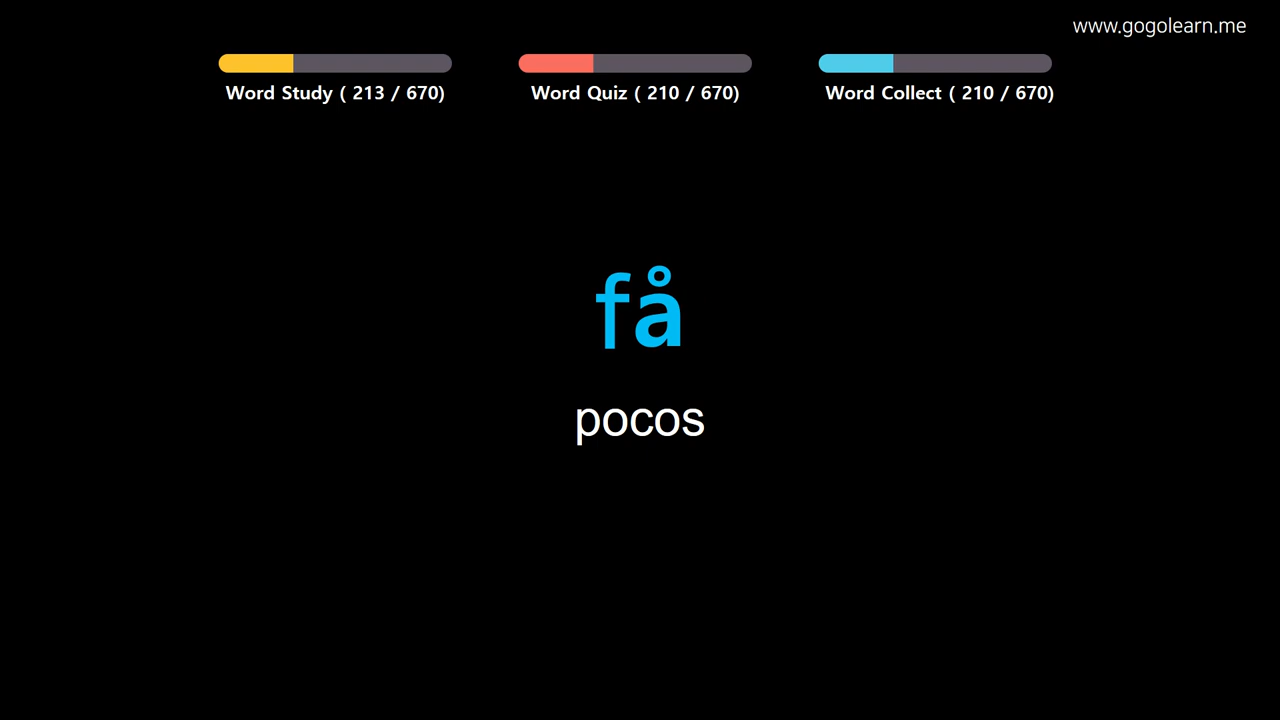 www.gogolearn.me
Word Study ( 213 / 670)
Word Quiz ( 210 / 670)
Word Collect ( 210 / 670)
få
pocos